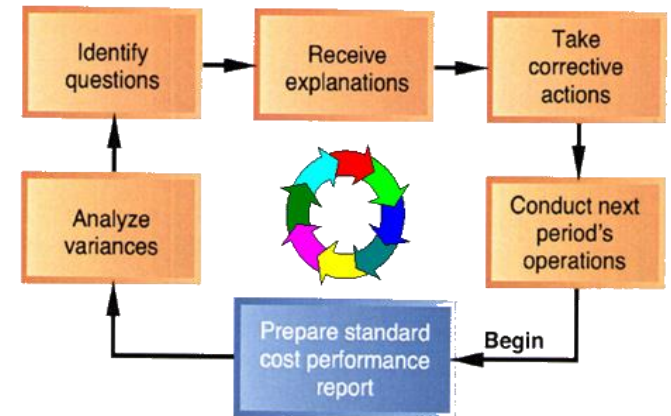 Identify
questions
Receive
explanations
Take
corrective
actions
Analyze
variances
Conduct next
period's
operations
Prepare standard
cost performance
report
Begin